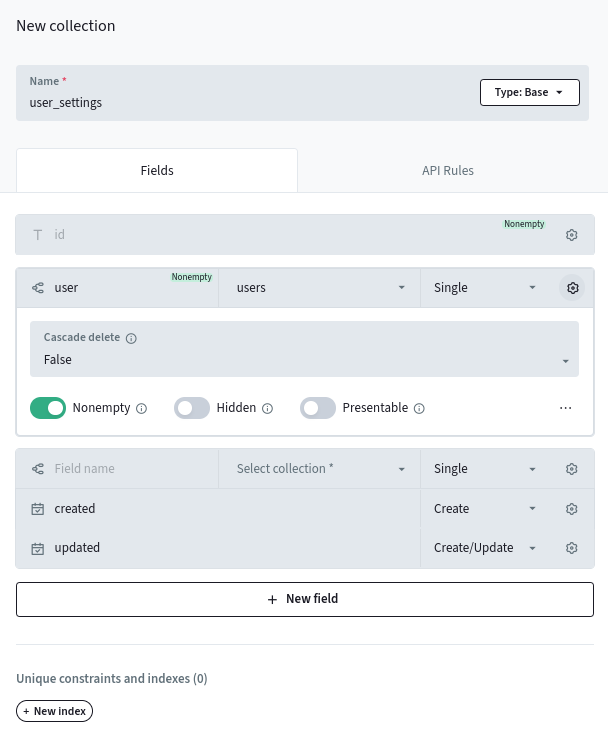 New collection
Name *
user_settings
Type: Base
Fields
API Rules
Nonempty
id
Nonempty
user
users
Single
Cascade delete
False
Nonempty
Hidden
Presentable
Field name
Select collection *
Single
created
Create
updated
Create/Update
+ New field
Unique constraints and indexes (0)
+ New index